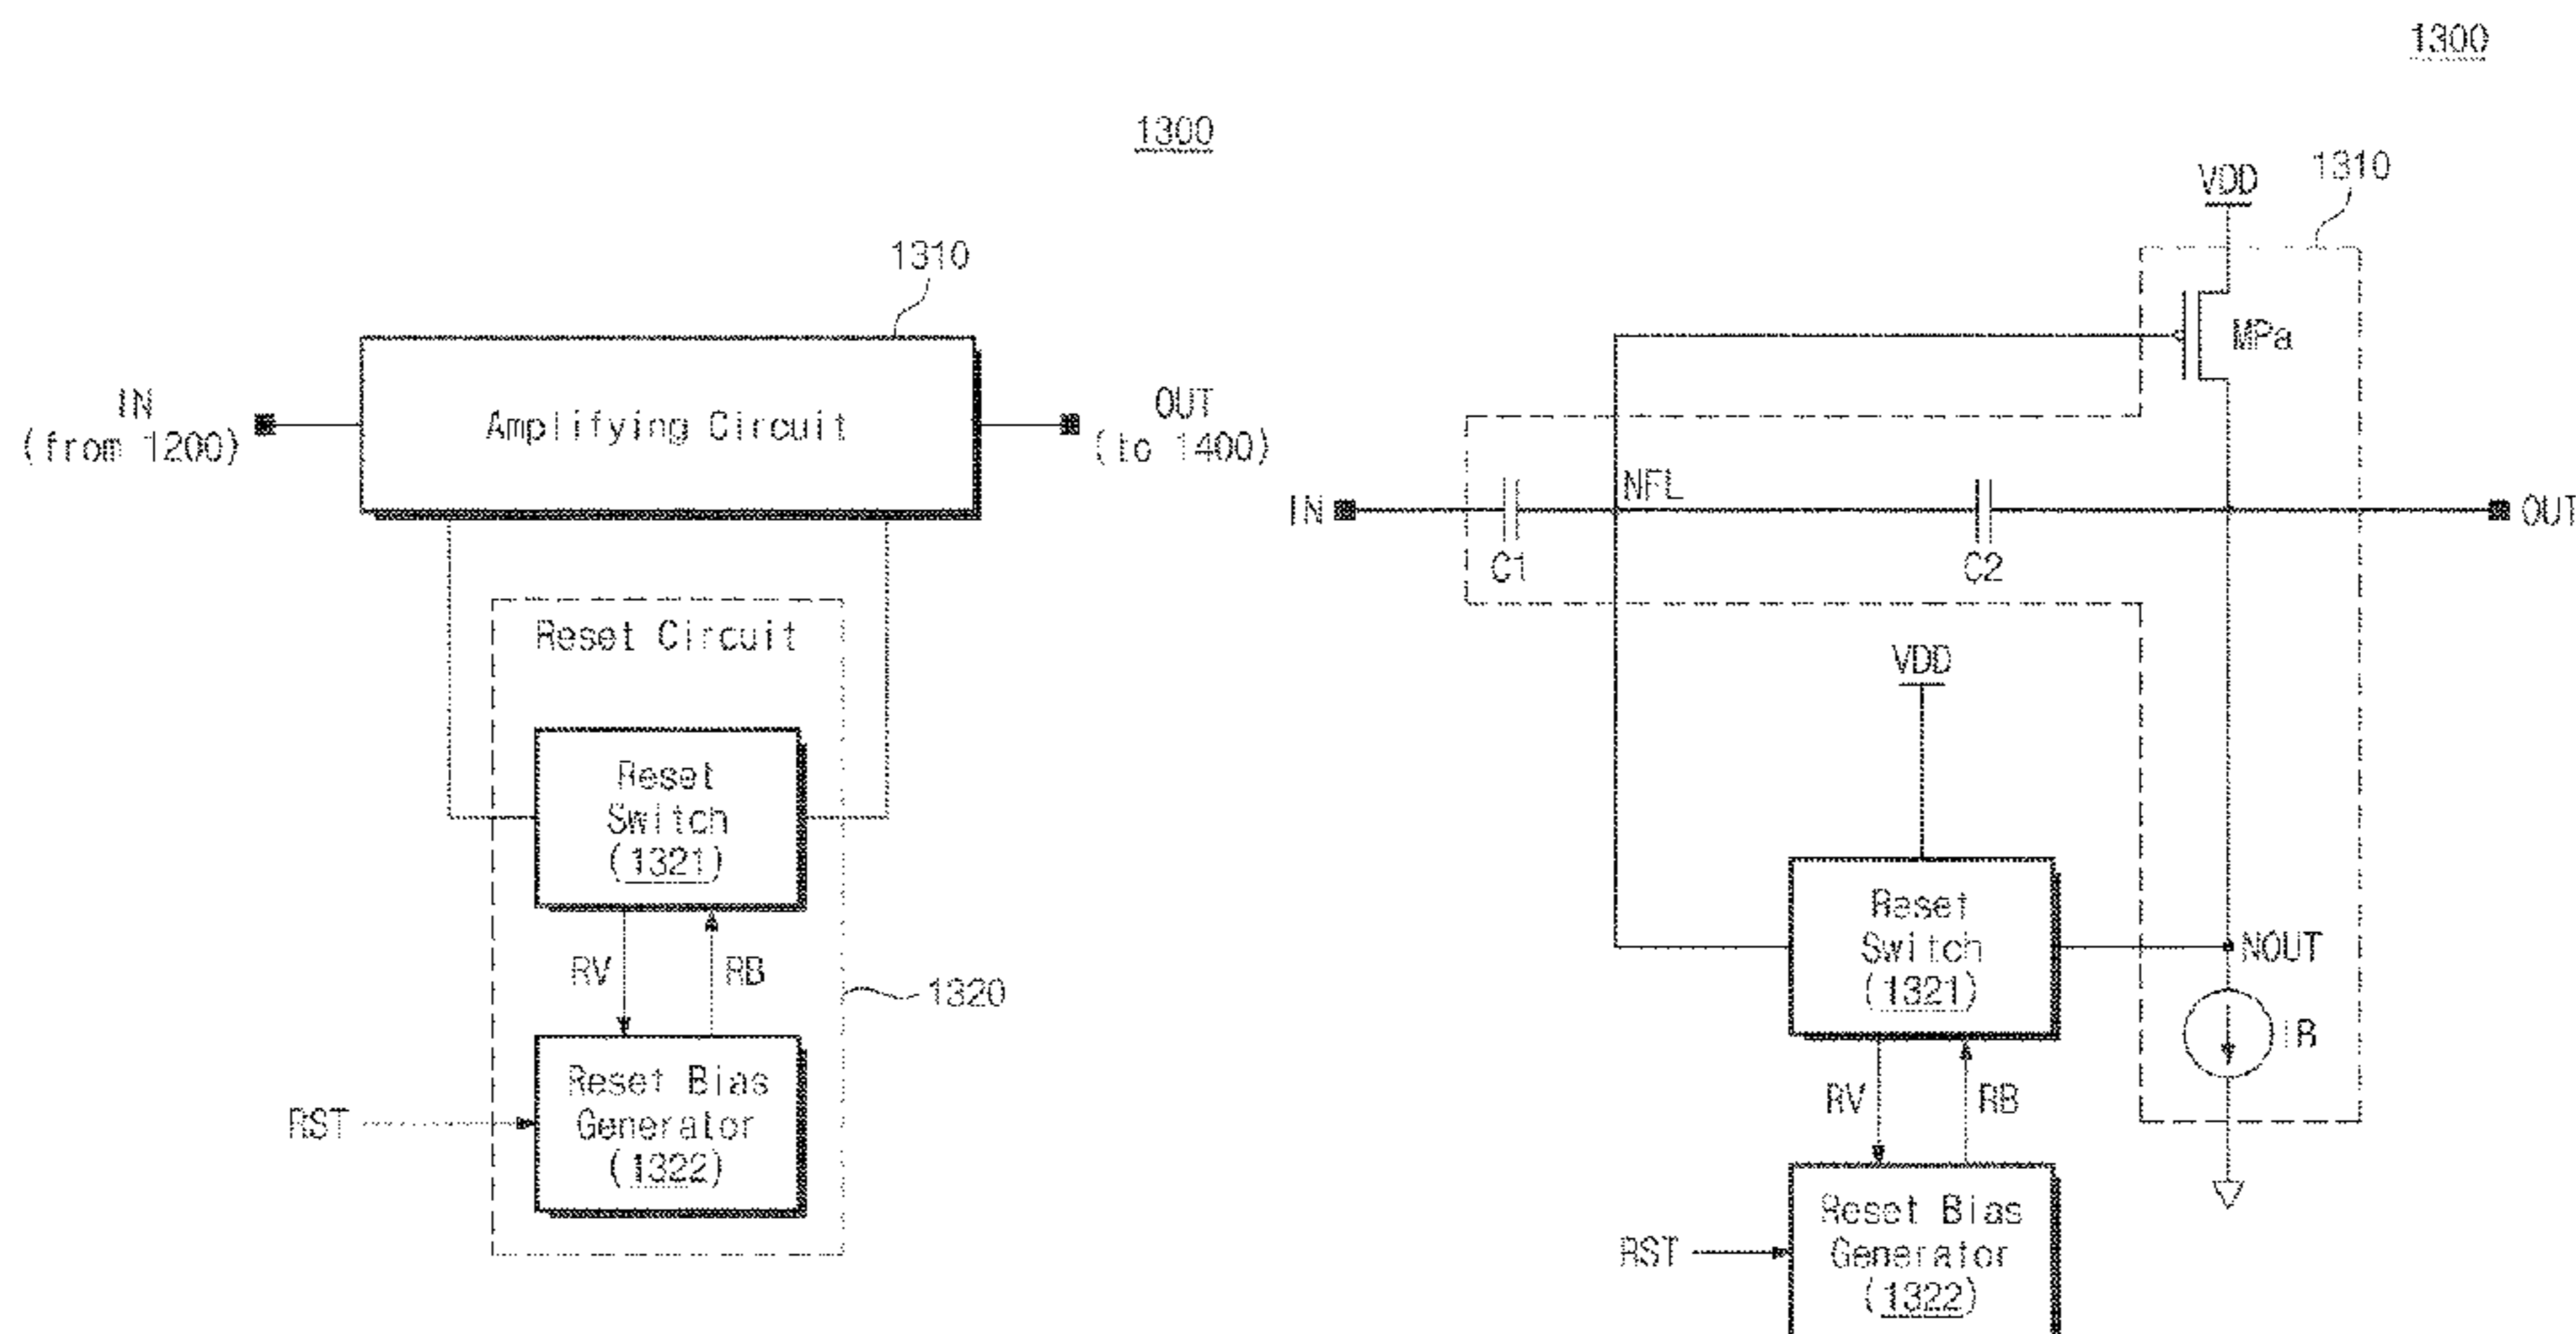 1300
1310
IN
(from 1200)
Amplifying Circuit
OUT
(to 1400)
Reset Circuit
Reset
Switch
(1321)
RV
RB
1320
Reset Bias
Generator
(1322)
RST
1300
VDD
1310
MPa
NFL
IN
OUT
C1
C2
VDD
Reset
Switch
(1321)
NOUT
IB
RV
RB
Reset Bias
Generator
(1322)
RST